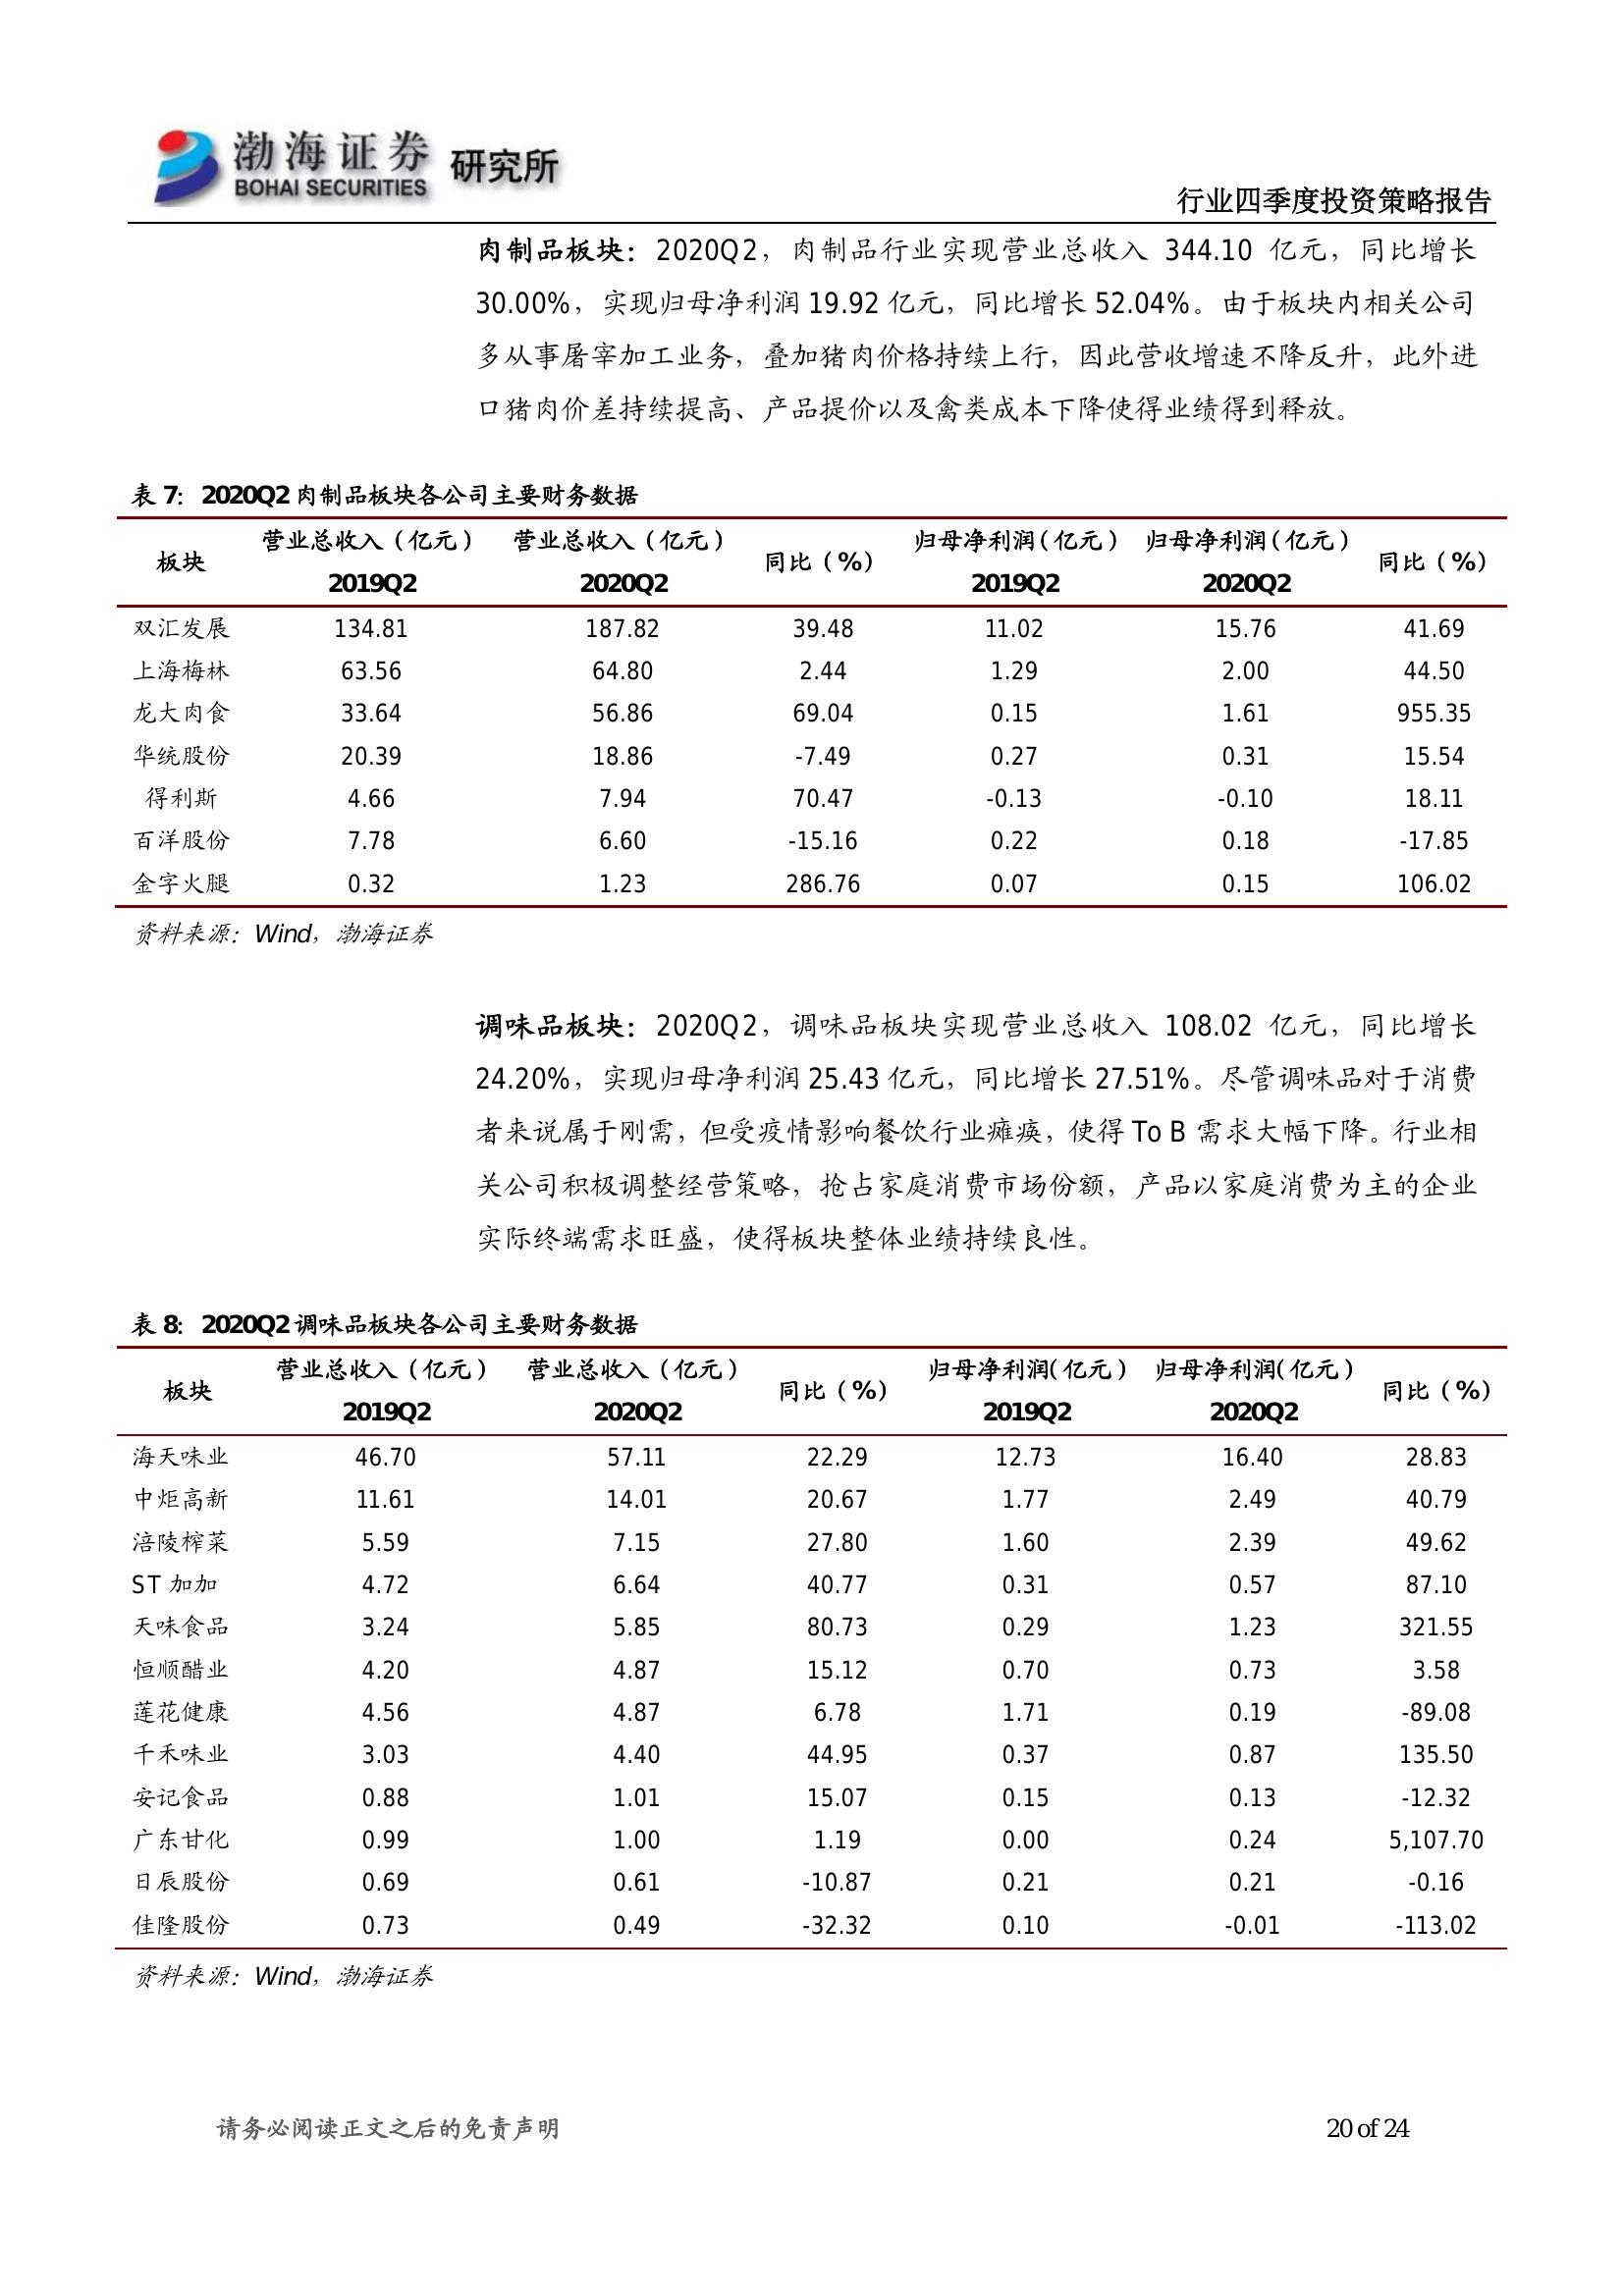 渤海证券 研究所
BOHAI SECURITIES
行业四季度投资策略报告
肉制品板块：2020Q2，肉制品行业实现营业总收入 344.10 亿元，同比增长
30.00%，实现归母净利润 19.92 亿元，同比增长 52.04%。由于板块内相关公司
多从事屠宰加工业务，叠加猪肉价格持续上行，因此营收增速不降反升，此外进
口猪肉价差持续提高、产品提价以及禽类成本下降使得业绩得到释放。
表 7：2020Q2 肉制品板块各公司主要财务数据
板块 营业总收入（亿元）2019Q2 营业总收入（亿元）2020Q2 同比（%） 归母净利润（亿元）2019Q2 归母净利润（亿元）2020Q2 同比（%）
双汇发展 134.81 187.82 39.48 11.02 15.76 41.69
上海梅林 63.56 64.80 2.44 1.29 2.00 44.50
龙大肉食 33.64 56.86 69.04 0.15 1.61 955.35
华统股份 20.39 18.86 -7.49 0.27 0.31 15.54
得利斯 4.66 7.94 70.47 -0.13 -0.10 18.11
百洋股份 7.78 6.60 -15.16 0.22 0.18 -17.85
金字火腿 0.32 1.23 286.76 0.07 0.15 106.02
资料来源：Wind，渤海证券
调味品板块：2020Q2，调味品板块实现营业总收入 108.02 亿元，同比增长
24.20%，实现归母净利润 25.43 亿元，同比增长 27.51%。尽管调味品对于消费
者来说属于刚需，但受疫情影响餐饮行业瘫痪，使得 To B 需求大幅下降。行业相
关公司积极调整经营策略，抢占家庭消费市场份额，产品以家庭消费为主的企业
实际终端需求旺盛，使得板块整体业绩持续良性。
表 8：2020Q2 调味品板块各公司主要财务数据
板块 营业总收入（亿元）2019Q2 营业总收入（亿元）2020Q2 同比（%） 归母净利润（亿元）2019Q2 归母净利润（亿元）2020Q2 同比（%）
海天味业 46.70 57.11 22.29 12.73 16.40 28.83
中炬高新 11.61 14.01 20.67 1.77 2.49 40.79
涪陵榨菜 5.59 7.15 27.80 1.60 2.39 49.62
ST 加加 4.72 6.64 40.77 0.31 0.57 87.10
天味食品 3.24 5.85 80.73 0.29 1.23 321.55
恒顺醋业 4.20 4.87 15.12 0.70 0.73 3.58
莲花健康 4.56 4.87 6.78 1.71 0.19 -89.08
千禾味业 3.03 4.40 44.95 0.37 0.87 135.50
安记食品 0.88 1.01 15.07 0.15 0.13 -12.32
广东甘化 0.99 1.00 1.19 0.00 0.24 5,107.70
日辰股份 0.69 0.61 -10.87 0.21 0.21 -0.16
佳隆股份 0.73 0.49 -32.32 0.10 -0.01 -113.02
资料来源：Wind，渤海证券
请务必阅读正文之后的免责声明 20 of 24